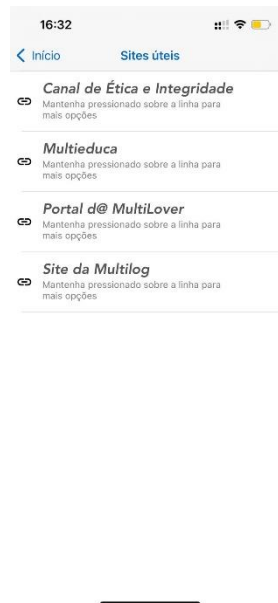 16:32
Início
Sites úteis
Canal de Ética e Integridade
Mantenha pressionado sobre a linha para
mais opções
Multieduca
Mantenha pressionado sobre a linha para
mais opções
Portal d@ MultiLover
Mantenha pressionado sobre a linha para
mais opções
Site da Multilog
Mantenha pressionado sobre a linha para
mais opções